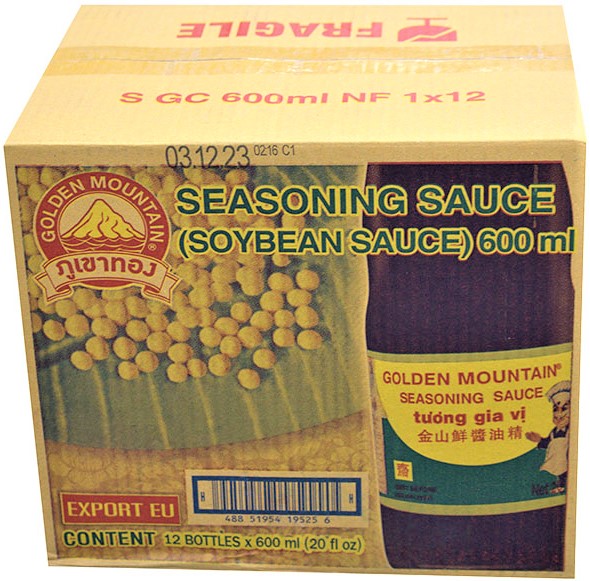 FRAGILE
S GC 600ml NF 1x12
03.12.23 0216 C1
GOLDEN MOUNTAIN®
ภูเขาทอง
SEASONING SAUCE
(SOYBEAN SAUCE) 600 ml
GOLDEN MOUNTAIN®
SEASONING SAUCE
tương gia vị
金山鮮醬油精
Net
EXPORT EU
H H
488 51954 19525 6
CONTENT 12 BOTTLES x 600 ml (20 fl oz)